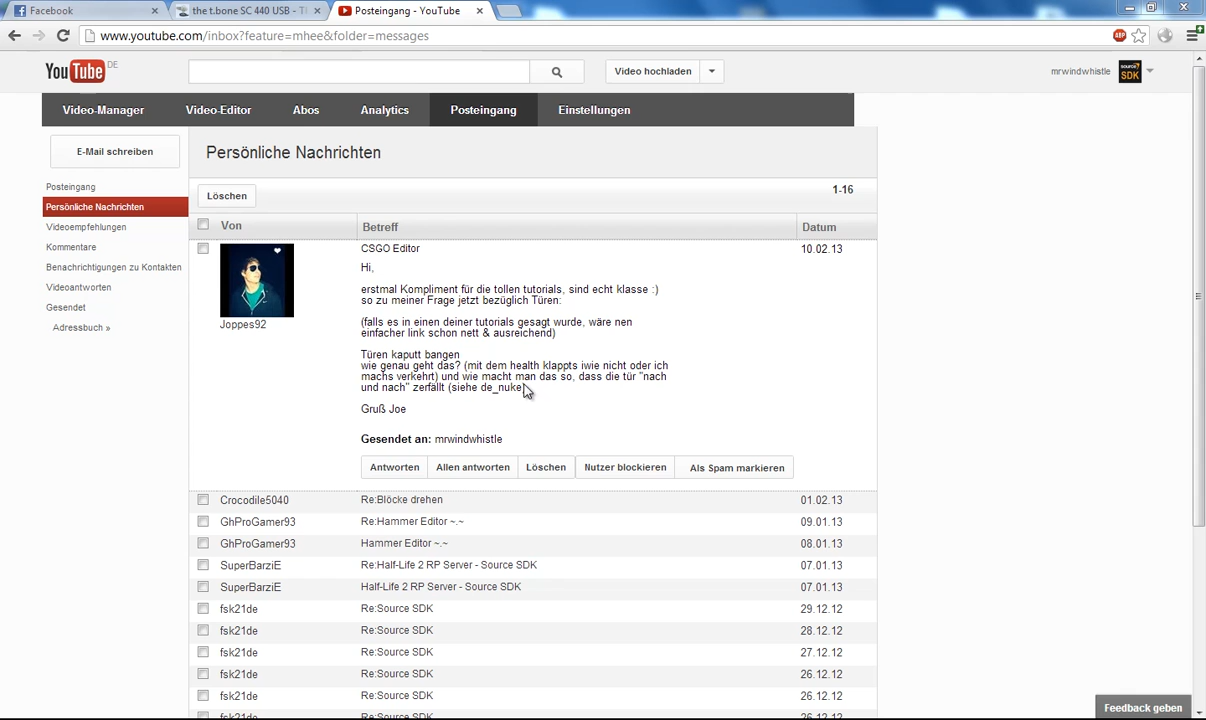 Facebook
the t.bone SC 440 USB - Th
Posteingang - YouTube
www.youtube.com/inbox?feature=mhee&folder=messages
ABP
YouTube DE
Video hochladen
mrwindwhistle
source
SDK
Video-Manager
Video-Editor
Abos
Analytics
Posteingang
Einstellungen
E-Mail schreiben
Persönliche Nachrichten
Posteingang
Persönliche Nachrichten
Videoempfehlungen
Kommentare
Benachrichtigungen zu Kontakten
Videoantworten
Gesendet
Adressbuch »
Löschen
1-16
Von
Betreff
Datum
Joppes92
CSGO Editor
10.02.13
Hi,
erstmal Kompliment für die tollen tutorials, sind echt klasse :)
so zu meiner Frage jetzt bezüglich Türen:
(falls es in einen deiner tutorials gesagt wurde, wäre nen
einfacher link schon nett & ausreichend)
Türen kaputt bangen
wie genau geht das? (mit dem health klappts iwie nicht oder ich
machs verkehrt) und wie macht man das so, dass die tür "nach
und nach" zerfällt (siehe de_nuke)
Gruß Joe
Gesendet an: mrwindwhistle
Antworten
Allen antworten
Löschen
Nutzer blockieren
Als Spam markieren
Crocodile5040 Re:Blöcke drehen 01.02.13
GhProGamer93 Re:Hammer Editor ~.~ 09.01.13
GhProGamer93 Hammer Editor ~.~ 08.01.13
SuperBarziE Re:Half-Life 2 RP Server - Source SDK 07.01.13
SuperBarziE Half-Life 2 RP Server - Source SDK 07.01.13
fsk21de Re:Source SDK 29.12.12
fsk21de Re:Source SDK 28.12.12
fsk21de Re:Source SDK 27.12.12
fsk21de Re:Source SDK 26.12.12
fsk21de Re:Source SDK 26.12.12
fsk21de Re:Source SDK 26.12.12
Feedback geben